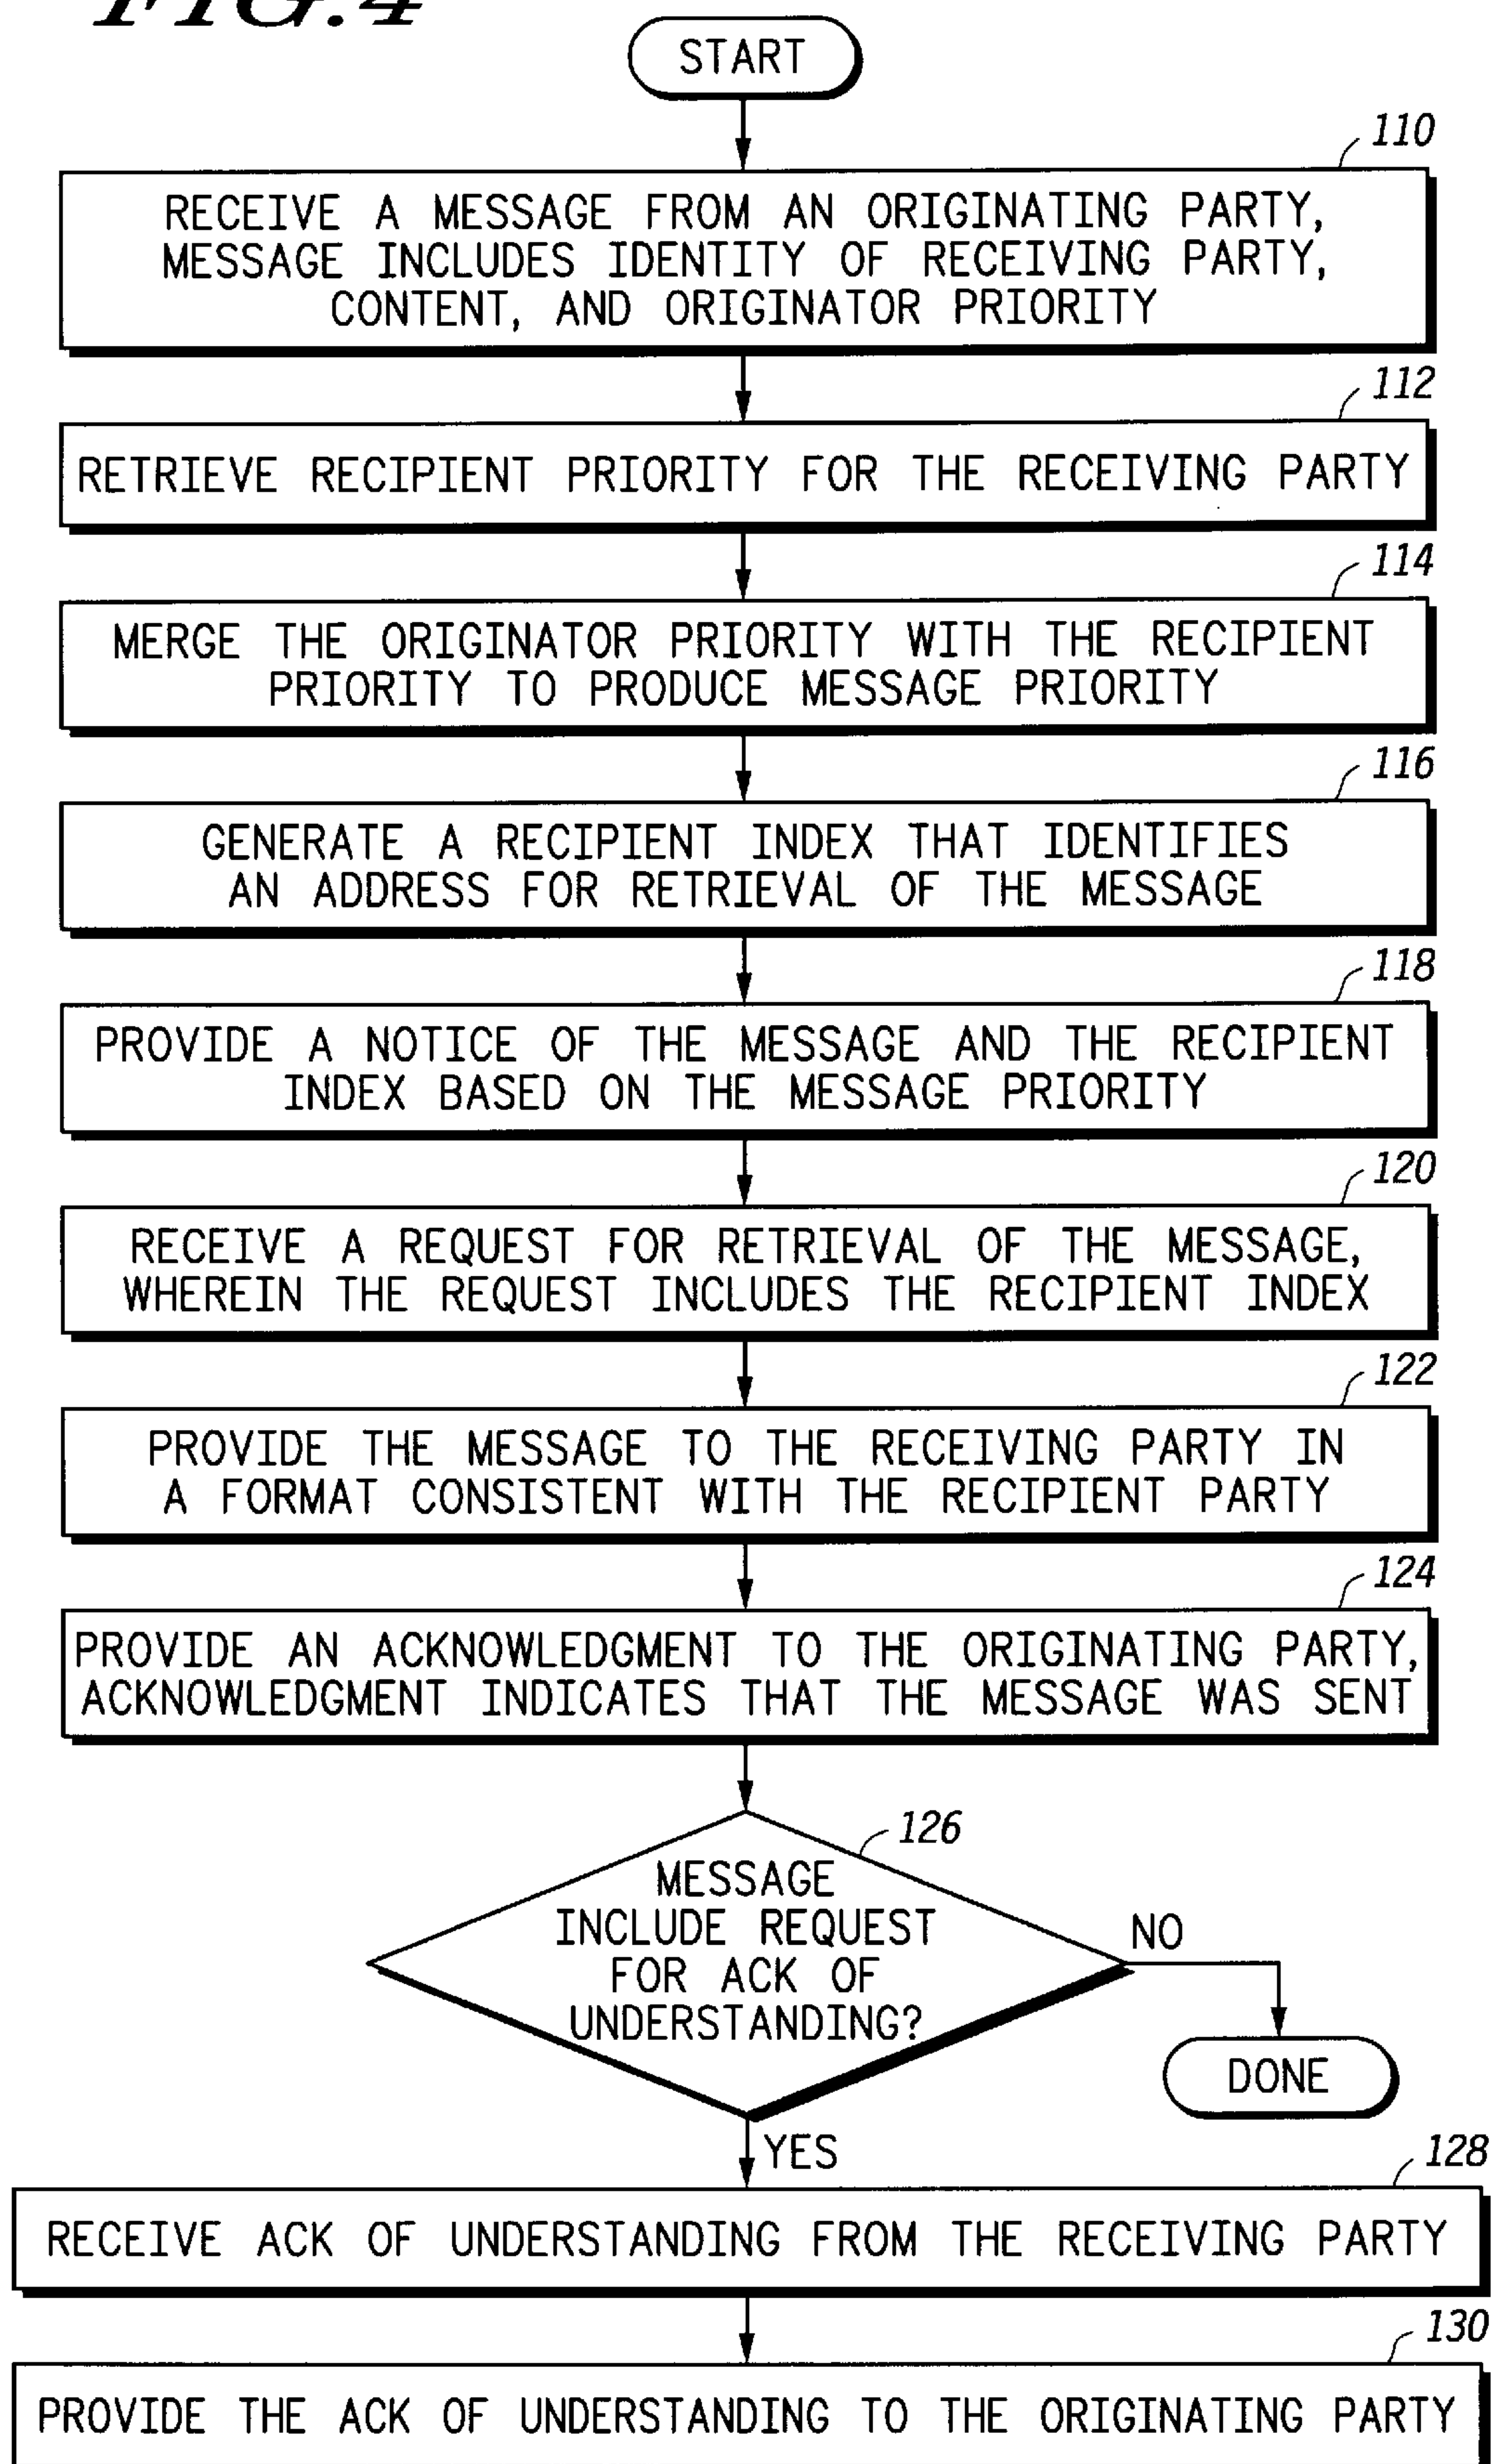 FIG.4
START
110
RECEIVE A MESSAGE FROM AN ORIGINATING PARTY,
MESSAGE INCLUDES IDENTITY OF RECEIVING PARTY,
CONTENT, AND ORIGINATOR PRIORITY
112
RETRIEVE RECIPIENT PRIORITY FOR THE RECEIVING PARTY
114
MERGE THE ORIGINATOR PRIORITY WITH THE RECIPIENT
PRIORITY TO PRODUCE MESSAGE PRIORITY
116
GENERATE A RECIPIENT INDEX THAT IDENTIFIES
AN ADDRESS FOR RETRIEVAL OF THE MESSAGE
118
PROVIDE A NOTICE OF THE MESSAGE AND THE RECIPIENT
INDEX BASED ON THE MESSAGE PRIORITY
120
RECEIVE A REQUEST FOR RETRIEVAL OF THE MESSAGE,
WHEREIN THE REQUEST INCLUDES THE RECIPIENT INDEX
122
PROVIDE THE MESSAGE TO THE RECEIVING PARTY IN
A FORMAT CONSISTENT WITH THE RECIPIENT PARTY
124
PROVIDE AN ACKNOWLEDGMENT TO THE ORIGINATING PARTY,
ACKNOWLEDGMENT INDICATES THAT THE MESSAGE WAS SENT
126
MESSAGE
INCLUDE REQUEST
FOR ACK OF
UNDERSTANDING?
NO
DONE
YES
128
RECEIVE ACK OF UNDERSTANDING FROM THE RECEIVING PARTY
130
PROVIDE THE ACK OF UNDERSTANDING TO THE ORIGINATING PARTY